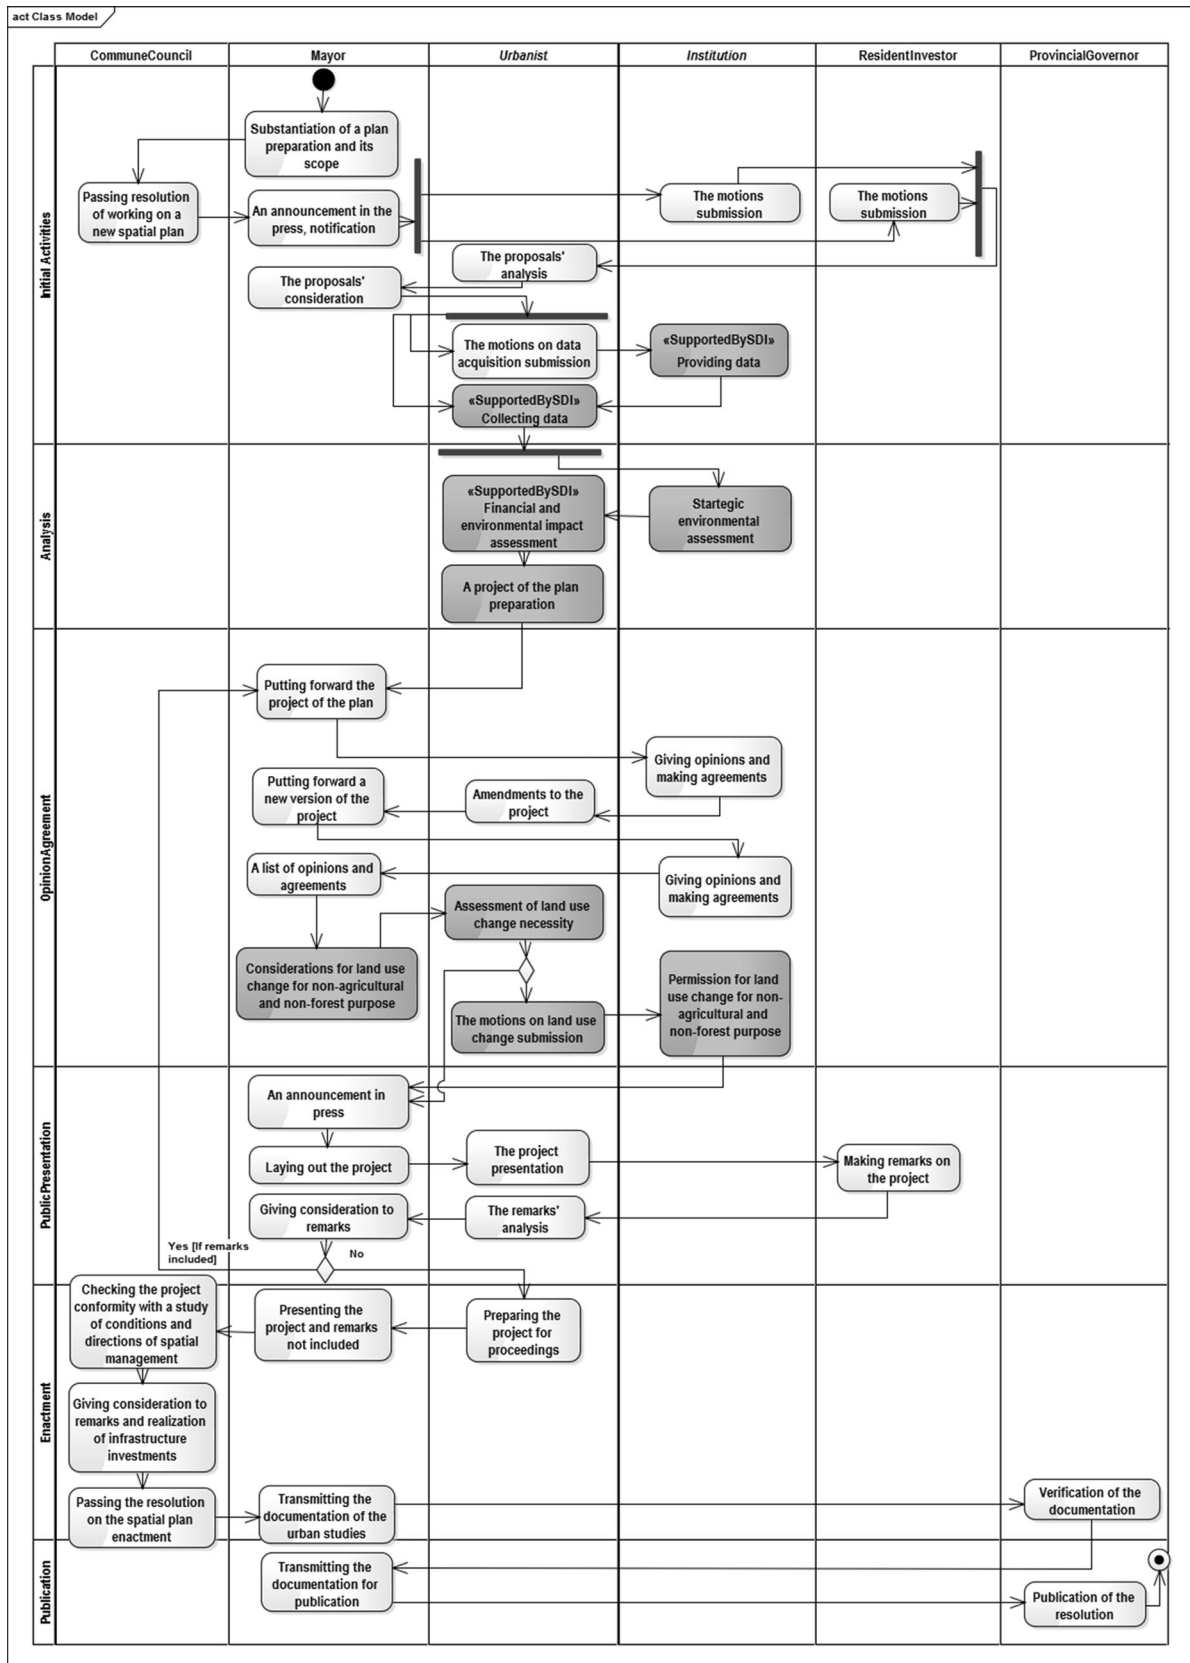 act Class Model
CommuneCouncil
Mayor
Urbanist
Institution
ResidentInvestor
ProvincialGovernor
Initial Activities
Substantiation of a plan
preparation and its
scope
Passing resolution
of working on a
new spatial plan
An announcement in the
press, notification
The motions
submission
The motions
submission
The proposals'
analysis
The proposals'
consideration
The motions on data
acquisition submission
«SupportedBySDI»
Providing data
«SupportedBySDI»
Collecting data
Analysis
«SupportedBySDI»
Financial and
environmental impact
assessment
Startegic
environmental
assessment
A project of the plan
preparation
OpinionAgreement
Putting forward the
project of the plan
Giving opinions and
making agreements
Putting forward a
new version of the
project
Amendments to the
project
A list of opinions and
agreements
Giving opinions and
making agreements
Assessment of land use
change necessity
Considerations for land use
change for non-agricultural
and non-forest purpose
Permission for land
use change for non-
agricultural and
non-forest purpose
The motions on land use
change submission
PublicPresentation
An announcement in
press
Laying out the project
The project
presentation
Making remarks on
the project
Giving consideration to
remarks
The remarks'
analysis
Yes [If remarks
included]
No
Enactment
Checking the project
conformity with a study
of conditions and
directions of spatial
management
Presenting the
project and remarks
not included
Preparing the
project for
proceedings
Giving consideration to
remarks and realization
of infrastructure
investments
Passing the resolution
on the spatial plan
enactment
Transmitting the
documentation of the
urban studies
Verification of the
documentation
Publication
Transmitting the
documentation for
publication
Publication of the
resolution